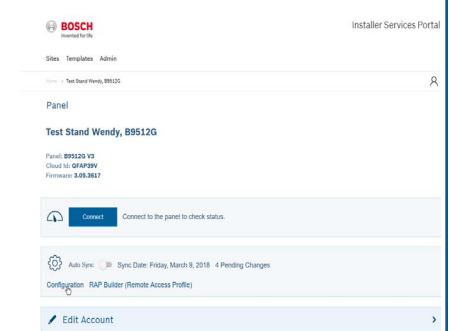 BOSCH
Invented for life
Installer Services Portal
Sites Templates Admin
Home > Test Stand Wendy, B9512G
Panel
Test Stand Wendy, B9512G
Panel: B9512G V3
Cloud Id: QFAP39V
Firmware: 3.05.3617
Connect Connect to the panel to check status.
Auto Sync Sync Date: Friday, March 9, 2018 4 Pending Changes
Configuration RAP Builder (Remote Access Profile)
Edit Account >